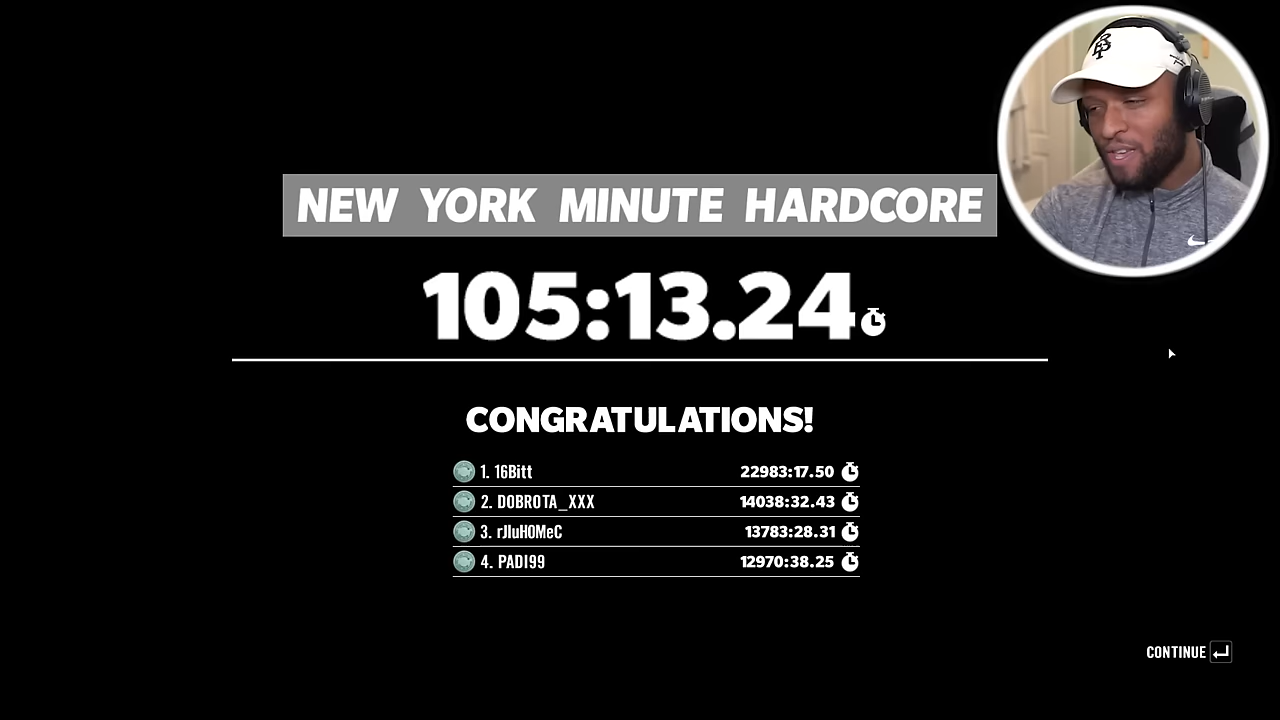 NEW YORK MINUTE HARDCORE
105:13.24
CONGRATULATIONS!
1. 16Bitt 22983:17.50
2. DOBROTA_XXX 14038:32.43
3. rJIuH0MeC 13783:28.31
4. PADI99 12970:38.25
CONTINUE